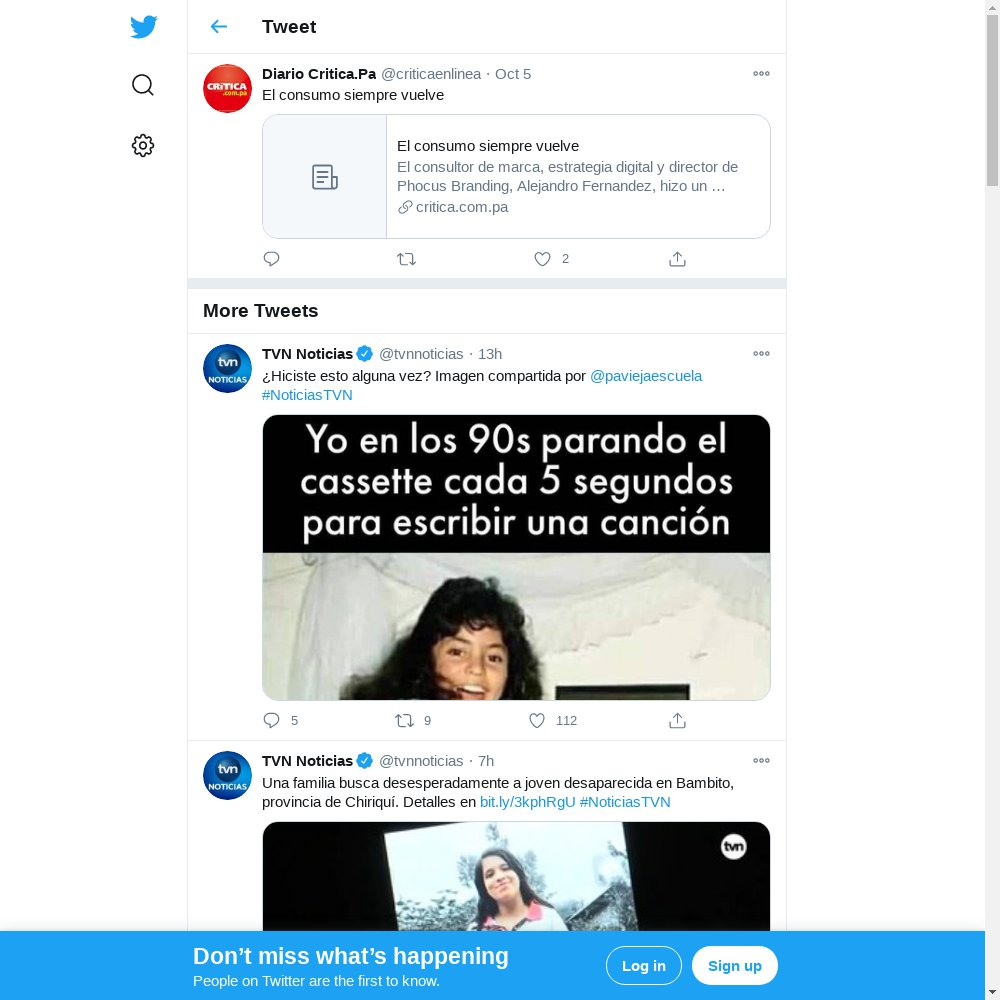 Tweet
Diario Critica.Pa @criticaenlinea · Oct 5
CRÍTICA
.com.pa
El consumo siempre vuelve
El consumo siempre vuelve
El consultor de marca, estrategia digital y director de
Phocus Branding, Alejandro Fernandez, hizo un …
critica.com.pa
2
More Tweets
TVN Noticias @tvnnoticias · 13h
tvn
NOTICIAS
¿Hiciste esto alguna vez? Imagen compartida por @paviejaescuela
#NoticiasTVN
Yo en los 90s parando el
cassette cada 5 segundos
para escribir una canción
5 9 112
TVN Noticias @tvnnoticias · 7h
tvn
NOTICIAS
Una familia busca desesperadamente a joven desaparecida en Bambito,
provincia de Chiriquí. Detalles en bit.ly/3kphRgU #NoticiasTVN
tvn
Don’t miss what’s happening
People on Twitter are the first to know.
Log in Sign up